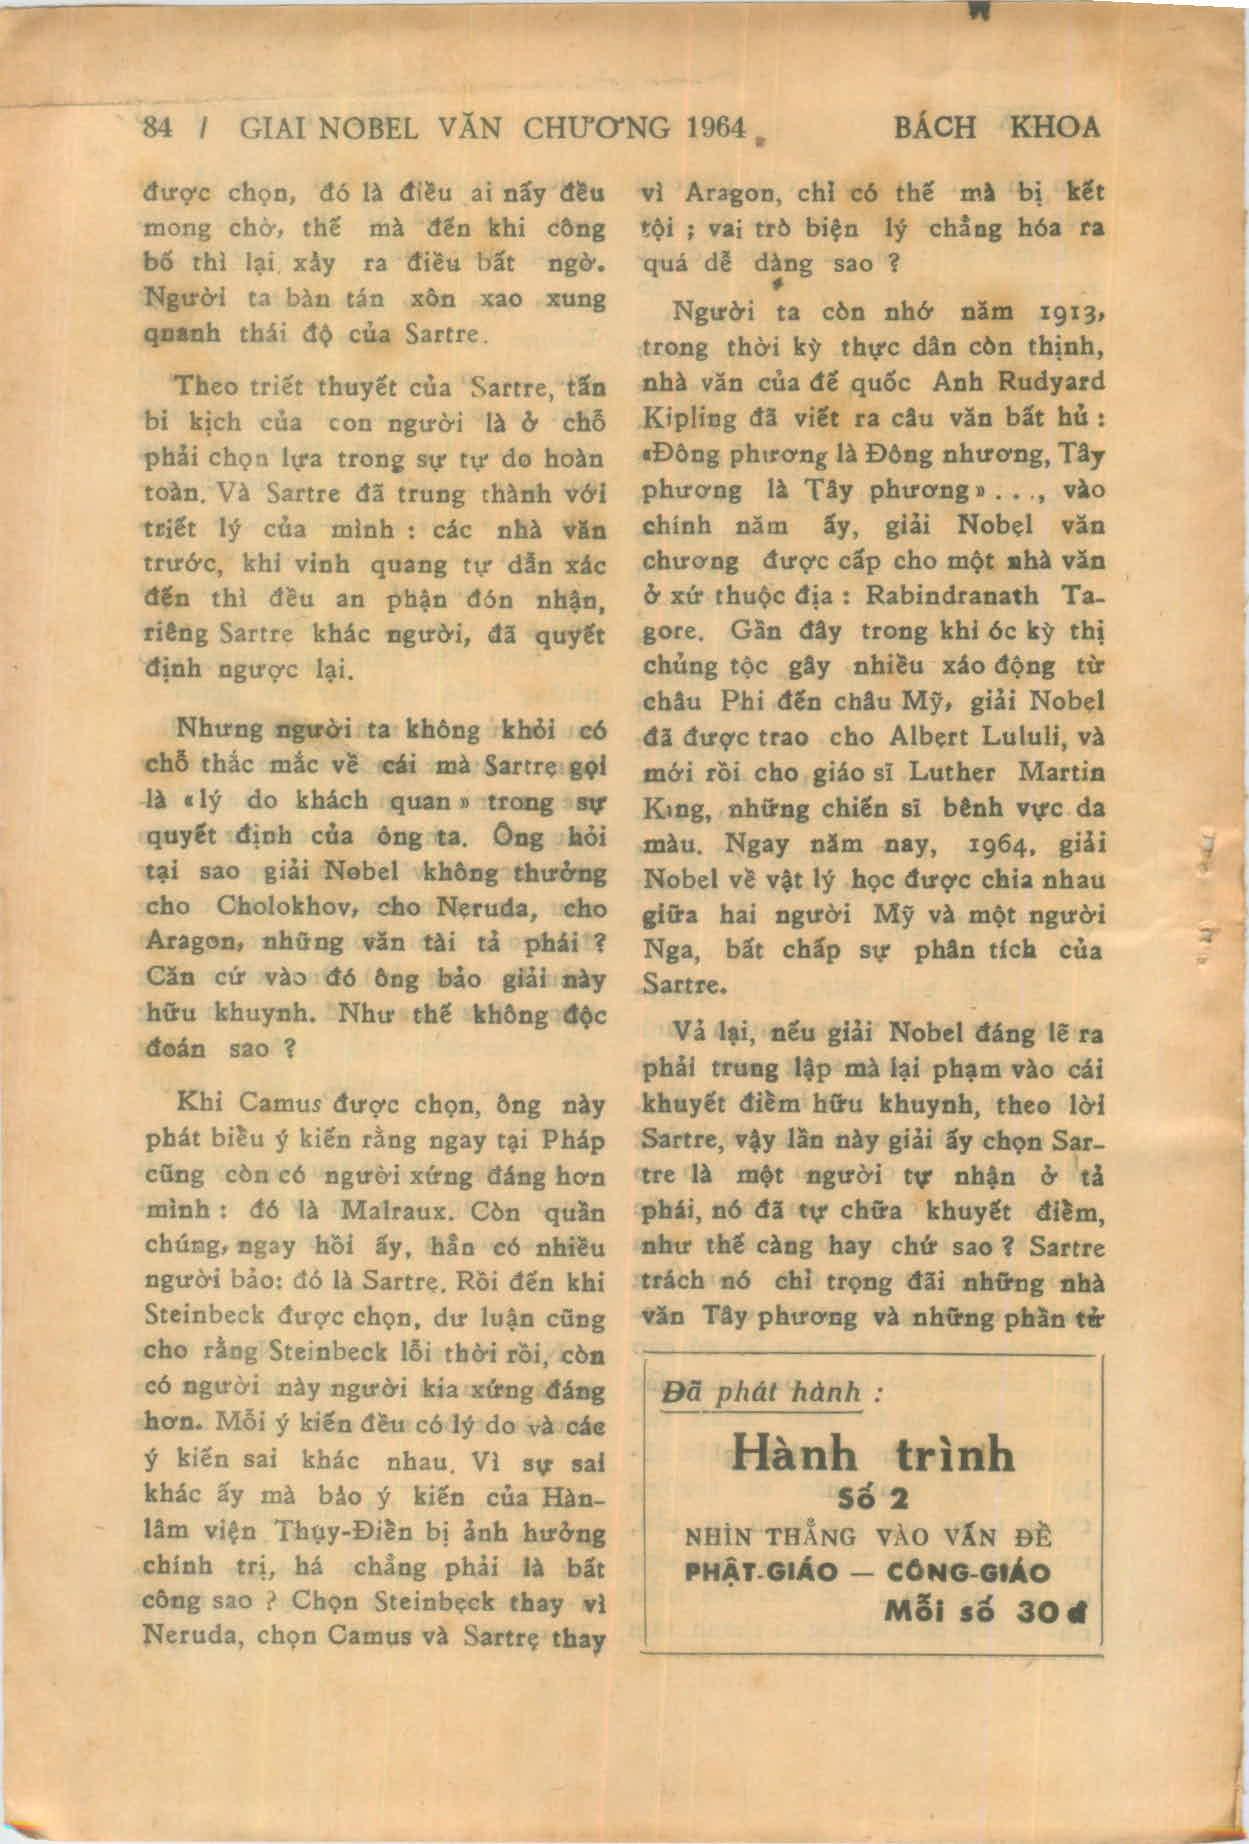 84 / GIAI NOBEL VĂN CHƯƠNG 1964 BÁCH KHOA
được chọn, đó là điều ai nấy đều
mong chờ, thế mà đến khi công
bố thì lại xảy ra điều bất ngờ.
Người ta bàn tán xôn xao xung
quanh thái độ của Sartre.
Theo triết thuyết của Sartre, tấn
bi kịch của con người là ở chỗ
phải chọn lựa trong sự tự do hoàn
toàn. Và Sartre đã trung thành với
triết lý của mình : các nhà văn
trước, khi vinh quang tự dẫn xác
đến thì đều an phận đón nhận,
riêng Sartre khác người, đã quyết
định ngược lại.
Nhưng người ta không khỏi có
chỗ thắc mắc về cái mà Sartre gọi
là « lý do khách quan » trong sự
quyết định của ông ta. Ông hỏi
tại sao giải Nobel không thưởng
cho Cholokhov, cho Neruda, cho
Aragon, những văn tài tả phái ?
Căn cứ vào đó ông bảo giải này
hữu khuynh. Như thế không độc
đoán sao ?
Khi Camus được chọn, ông này
phát biểu ý kiến rằng ngay tại Pháp
cũng còn có người xứng đáng hơn
mình : đó là Malraux. Còn quần
chúng, ngay hồi ấy, hẳn có nhiều
người bảo: đó là Sartre. Rồi đến khi
Steinbeck được chọn, dư luận cũng
cho rằng Steinbeck lỗi thời rồi, còn
có người này người kia xứng đáng
hơn. Mỗi ý kiến đều có lý do và các
ý kiến sai khác nhau. Vì sự sai
khác ấy mà bảo ý kiến của Hàn-
lâm viện Thụy-Điển bị ảnh hưởng
chính trị, há chẳng phải là bất
công sao ? Chọn Steinbeck thay vì
Neruda, chọn Camus và Sartre thay
vì Aragon, chỉ có thế mà bị kết
tội ; vai trò biện lý chẳng hóa ra
quá dễ dàng sao ?
Người ta còn nhớ năm 1913,
trong thời kỳ thực dân còn thịnh,
nhà văn của đế quốc Anh Rudyard
Kipling đã viết ra câu văn bất hủ :
«Đông phương là Đông nhương, Tây
phương là Tây phương» . . ., vào
chính năm ấy, giải Nobel văn
chương được cấp cho một nhà văn
ở xứ thuộc địa : Rabindranath Ta-
gore. Gần đây trong khi óc kỳ thị
chủng tộc gây nhiều xáo động từ
châu Phi đến châu Mỹ, giải Nobel
đã được trao cho Albert Lululi, và
mới rồi cho giáo sĩ Luther Martin
King, những chiến sĩ bênh vực da
màu. Ngay năm nay, 1964, giải
Nobel về vật lý học được chia nhau
giữa hai người Mỹ và một người
Nga, bất chấp sự phân tích của
Sartre.
Vả lại, nếu giải Nobel đáng lẽ ra
phải trung lập mà lại phạm vào cái
khuyết điểm hữu khuynh, theo lời
Sartre, vậy lần này giải ấy chọn Sar-
tre là một người tự nhận ở tả
phái, nó đã tự chữa khuyết điểm,
như thế càng hay chứ sao ? Sartre
trách nó chỉ trọng đãi những nhà
văn Tây phương và những phần tử
Đã phát hành :
Hành trình
Số 2
NHÌN THẲNG VÀO VẤN ĐỀ
PHẬT-GIÁO — CÔNG-GIÁO
Mỗi số 30đ